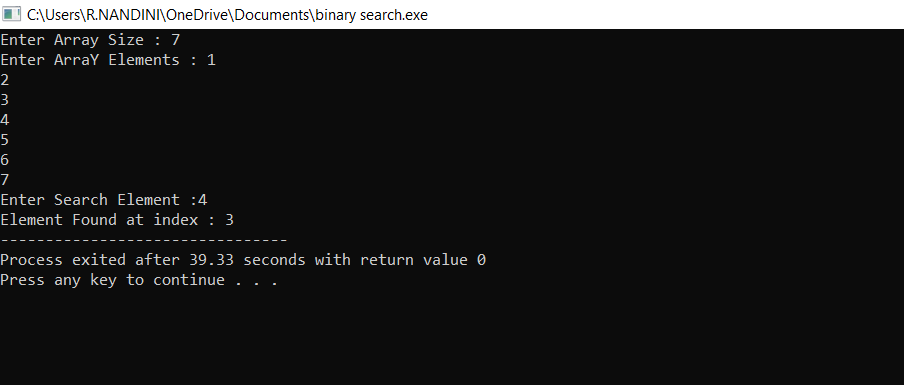 C:\Users\R.NANDINI\OneDrive\Documents\binary search.exe
Enter Array Size : 7
Enter ArraY Elements : 1
2
3
4
5
6
7
Enter Search Element :4
Element Found at index : 3
--------------------------------
Process exited after 39.33 seconds with return value 0
Press any key to continue . . .